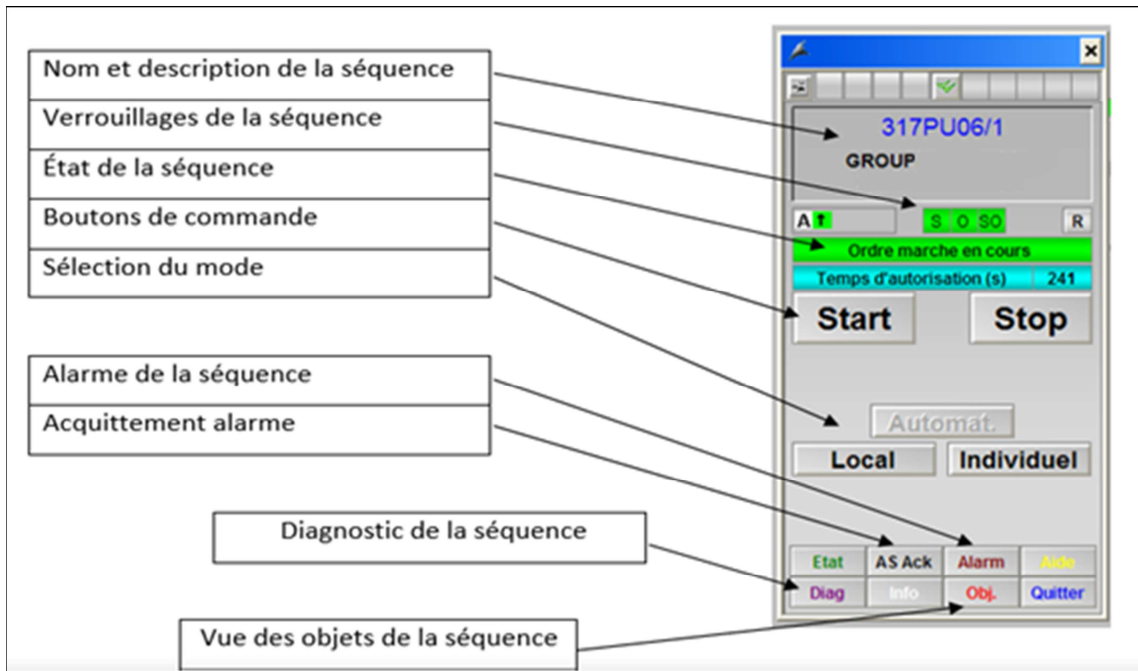 Nom et description de la séquence
Verrouillages de la séquence
État de la séquence
Boutons de commande
Sélection du mode
Alarme de la séquence
Acquittement alarme
Diagnostic de la séquence
Vue des objets de la séquence
317PU06/1
GROUP
A S O SO R
Ordre marche en cours
Temps d'autorisation (s) 241
Start Stop
Automat.
Local Individuel
Etat AS Ack Alarm Aide
Diag Info Obj. Quitter